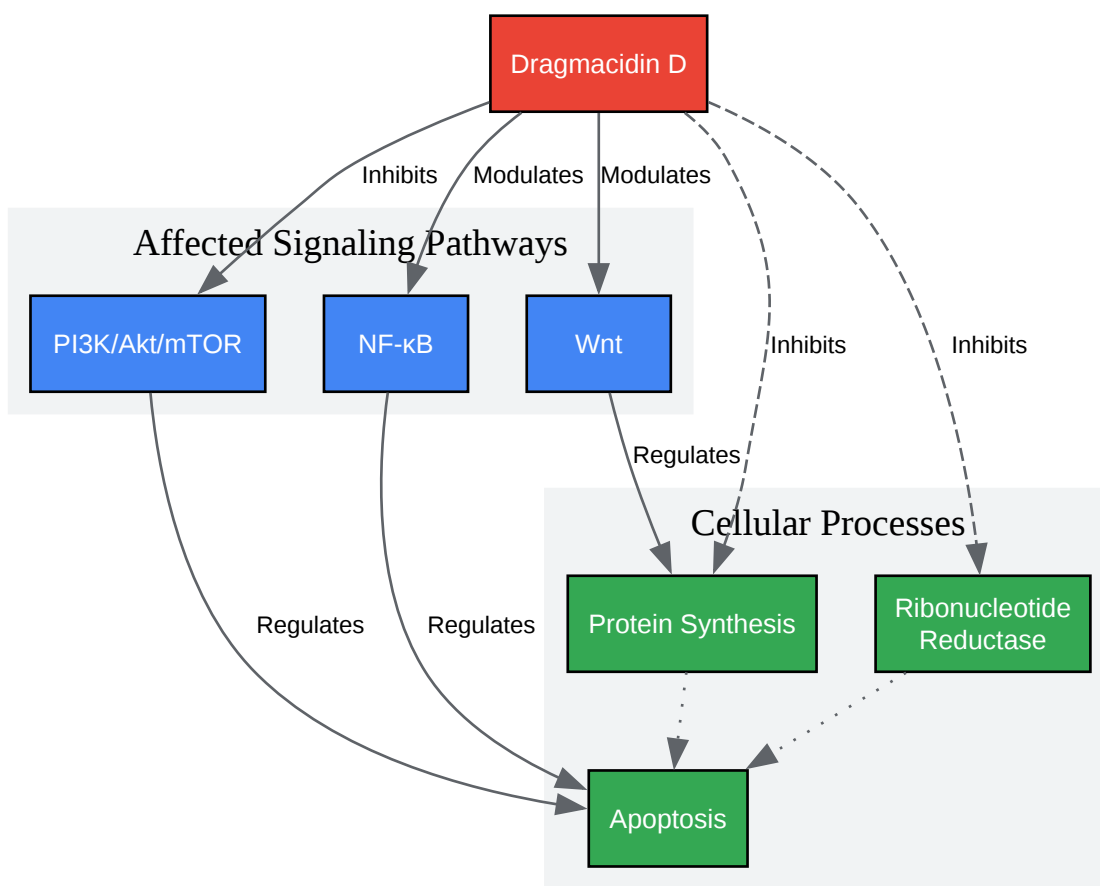 Dragmacidin D
Inhibits
Modulates
Modulates
Affected Signaling Pathways
PI3K/Akt/mTOR
NF-κB
Wnt
Inhibits
Inhibits
Regulates
Cellular Processes
Protein Synthesis
Ribonucleotide
Reductase
Regulates
Regulates
Apoptosis